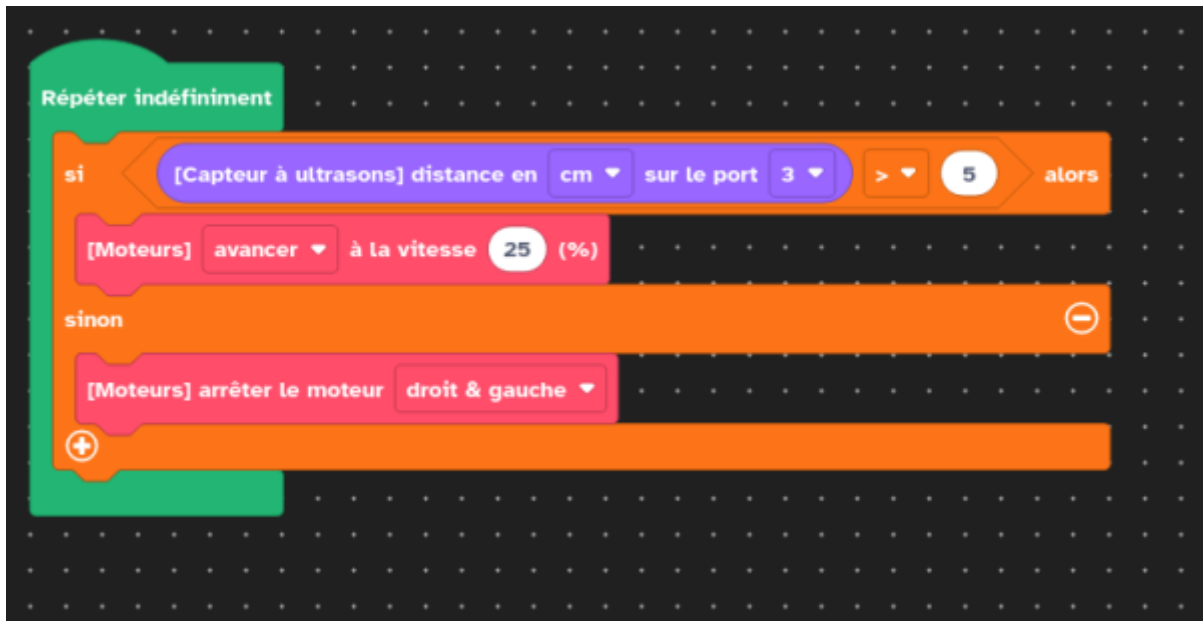 Répéter indéfiniment
si [Capteur à ultrasons] distance en cm sur le port 3 > 5 alors
[Moteurs] avancer à la vitesse 25 (%)
sinon
[Moteurs] arrêter le moteur droit & gauche